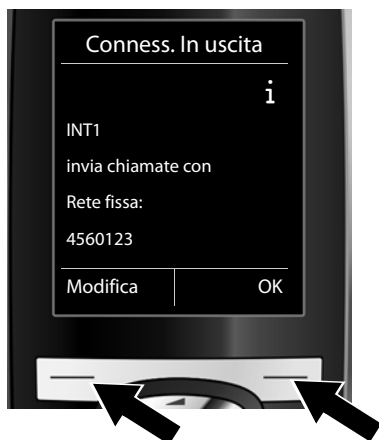 Conness. In uscita
i
INT1
invia chiamate con
Rete fissa:
4560123
Modifica OK